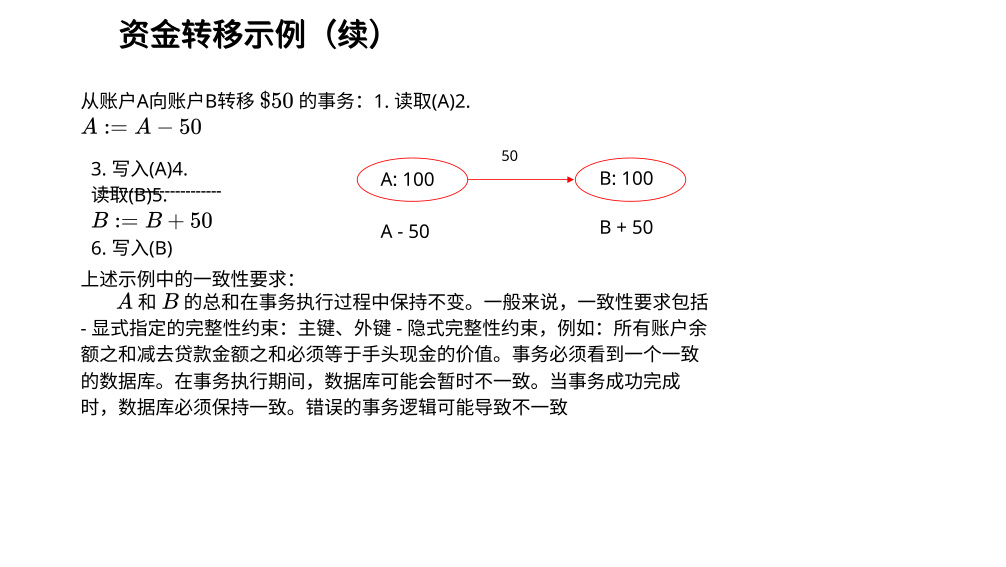 资金转移示例（续）
从账户A向账户B转移 $50 的事务：1. 读取(A)2.
A := A − 50
3. 写入(A)4.
读取(B)5.
-----------------------
B := B + 50
6. 写入(B)
50
A: 100
B: 100
A - 50
B + 50
上述示例中的一致性要求：
A 和 B 的总和在事务执行过程中保持不变。一般来说，一致性要求包括
- 显式指定的完整性约束：主键、外键 - 隐式完整性约束，例如：所有账户余
额之和减去贷款金额之和必须等于手头现金的价值。事务必须看到一个一致
的数据库。在事务执行期间，数据库可能会暂时不一致。当事务成功完成
时，数据库必须保持一致。错误的事务逻辑可能导致不一致